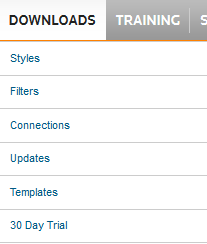 DOWNLOADS TRAINING S
Styles
Filters
Connections
Updates
Templates
30 Day Trial